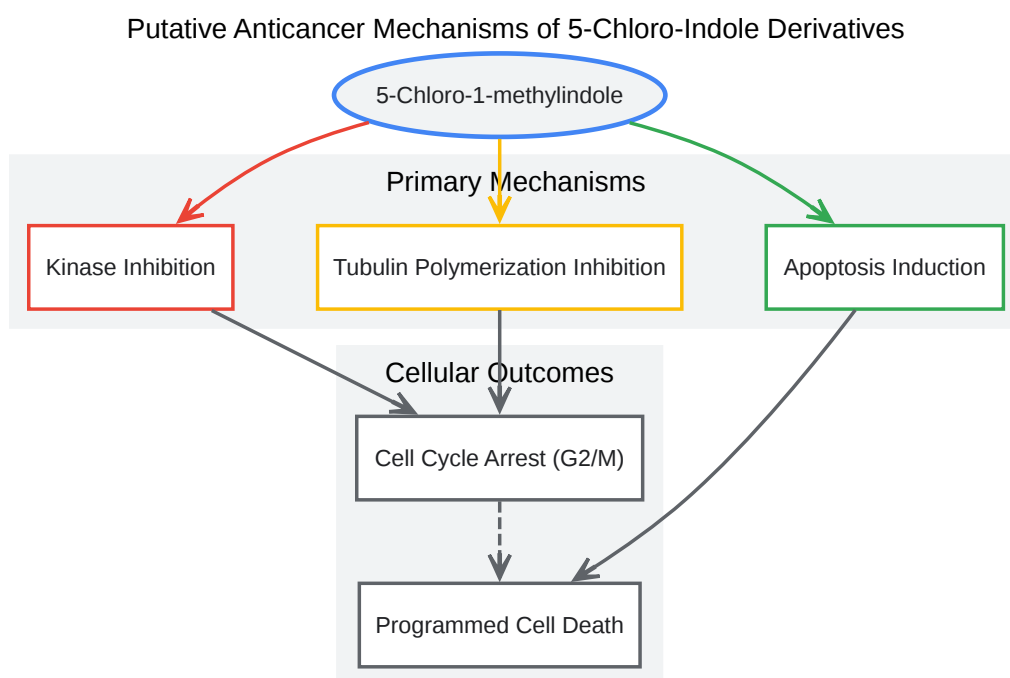 Putative Anticancer Mechanisms of 5-Chloro-Indole Derivatives
5-Chloro-1-methylindole
Primary Mechanisms
Kinase Inhibition
Tubulin Polymerization Inhibition
Apoptosis Induction
Cellular Outcomes
Cell Cycle Arrest (G2/M)
Programmed Cell Death